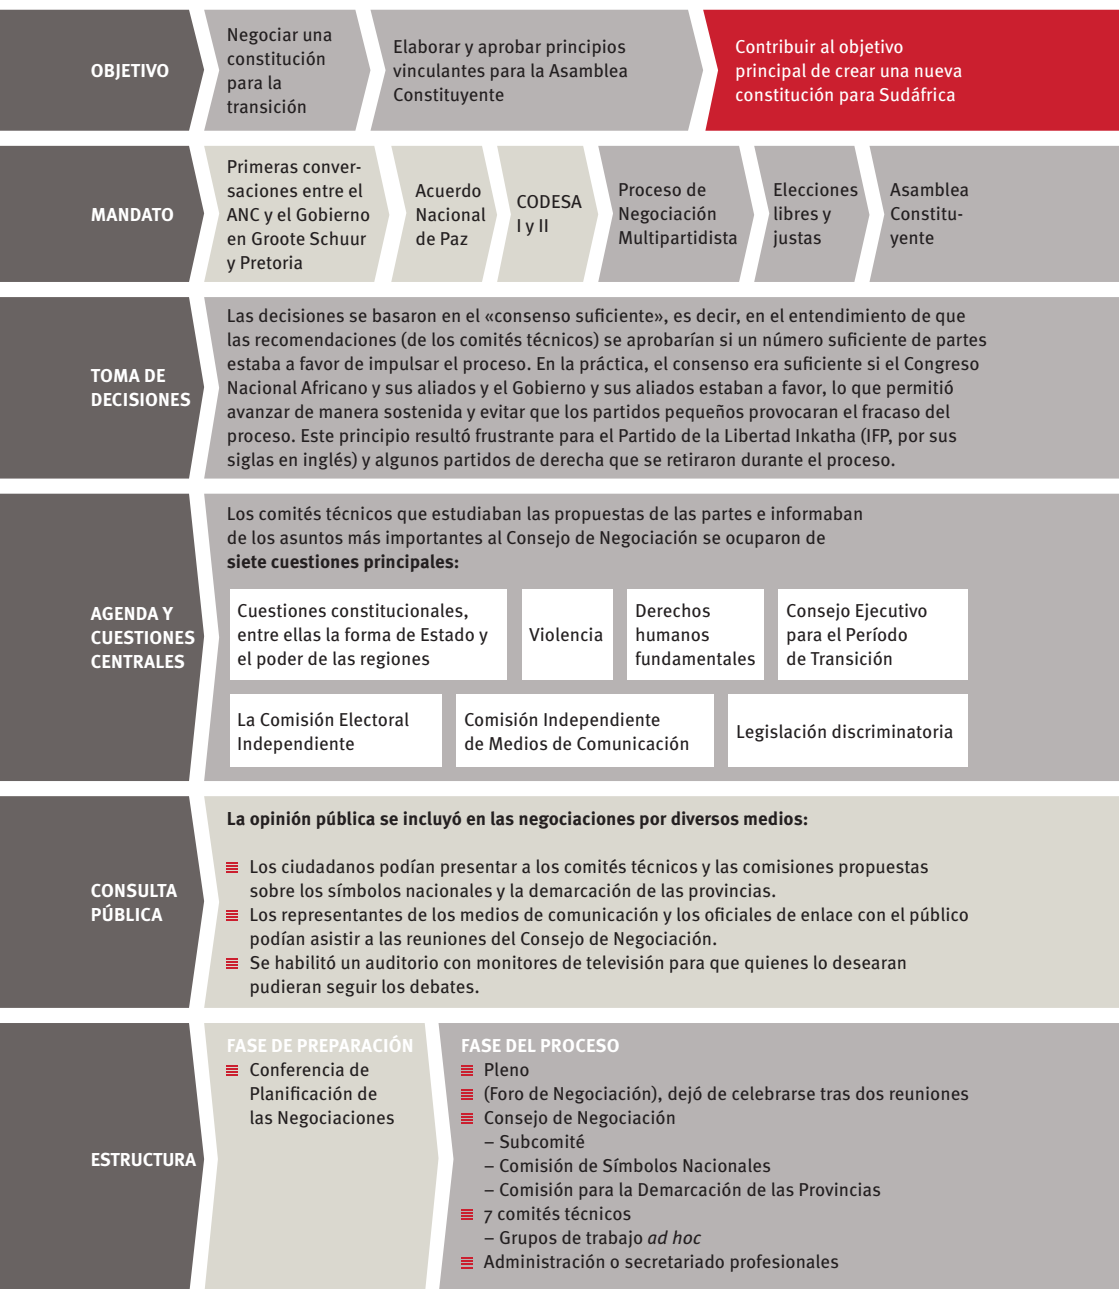 OBJETIVO
Negociar una
constitución
para la
transición
Elaborar y aprobar principios
vinculantes para la Asamblea
Constituyente
Contribuir al objetivo
principal de crear una nueva
constitución para Sudáfrica
MANDATO
Primeras conver-
saciones entre el
ANC y el Gobierno
en Groote Schuur
y Pretoria
Acuerdo
Nacional
de Paz
CODESA
I y II
Proceso de
Negociación
Multipartidista
Elecciones
libres y
justas
Asamblea
Constitu-
yente
TOMA DE
DECISIONES
Las decisiones se basaron en el «consenso suficiente», es decir, en el entendimiento de que
las recomendaciones (de los comités técnicos) se aprobarían si un número suficiente de partes
estaba a favor de impulsar el proceso. En la práctica, el consenso era suficiente si el Congreso
Nacional Africano y sus aliados y el Gobierno y sus aliados estaban a favor, lo que permitió
avanzar de manera sostenida y evitar que los partidos pequeños provocaran el fracaso del
proceso. Este principio resultó frustrante para el Partido de la Libertad Inkatha (IFP, por sus
siglas en inglés) y algunos partidos de derecha que se retiraron durante el proceso.
AGENDA Y
CUESTIONES
CENTRALES
Los comités técnicos que estudiaban las propuestas de las partes e informaban
de los asuntos más importantes al Consejo de Negociación se ocuparon de
siete cuestiones principales:
Cuestiones constitucionales,
entre ellas la forma de Estado y
el poder de las regiones
Violencia
Derechos
humanos
fundamentales
Consejo Ejecutivo
para el Período
de Transición
La Comisión Electoral
Independiente
Comisión Independiente
de Medios de Comunicación
Legislación discriminatoria
CONSULTA
PÚBLICA
La opinión pública se incluyó en las negociaciones por diversos medios:
Los ciudadanos podían presentar a los comités técnicos y las comisiones propuestas
sobre los símbolos nacionales y la demarcación de las provincias.
Los representantes de los medios de comunicación y los oficiales de enlace con el público
podían asistir a las reuniones del Consejo de Negociación.
Se habilitó un auditorio con monitores de televisión para que quienes lo desearan
pudieran seguir los debates.
ESTRUCTURA
FASE DE PREPARACIÓN
Conferencia de
Planificación de
las Negociaciones
FASE DEL PROCESO
Pleno
(Foro de Negociación), dejó de celebrarse tras dos reuniones
Consejo de Negociación
– Subcomité
– Comisión de Símbolos Nacionales
– Comisión para la Demarcación de las Provincias
7 comités técnicos
– Grupos de trabajo ad hoc
Administración o secretariado profesionales